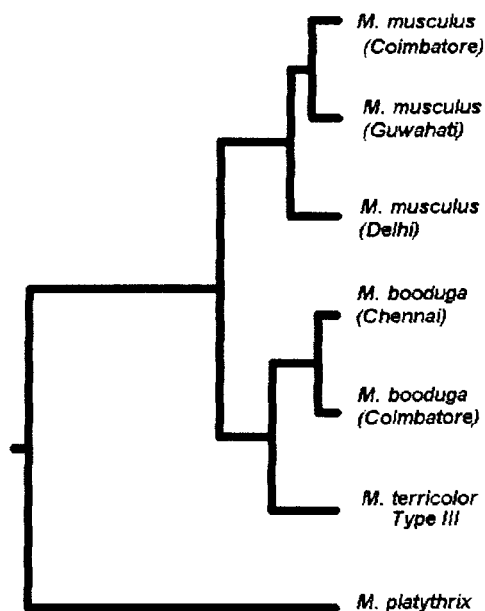 M. musculus
(Coimbatore)
M. musculus
(Guwahati)
M. musculus
(Delhi)
M. booduga
(Chennai)
M. booduga
(Coimbatore)
M. terricolor
Type III
M. platythrix